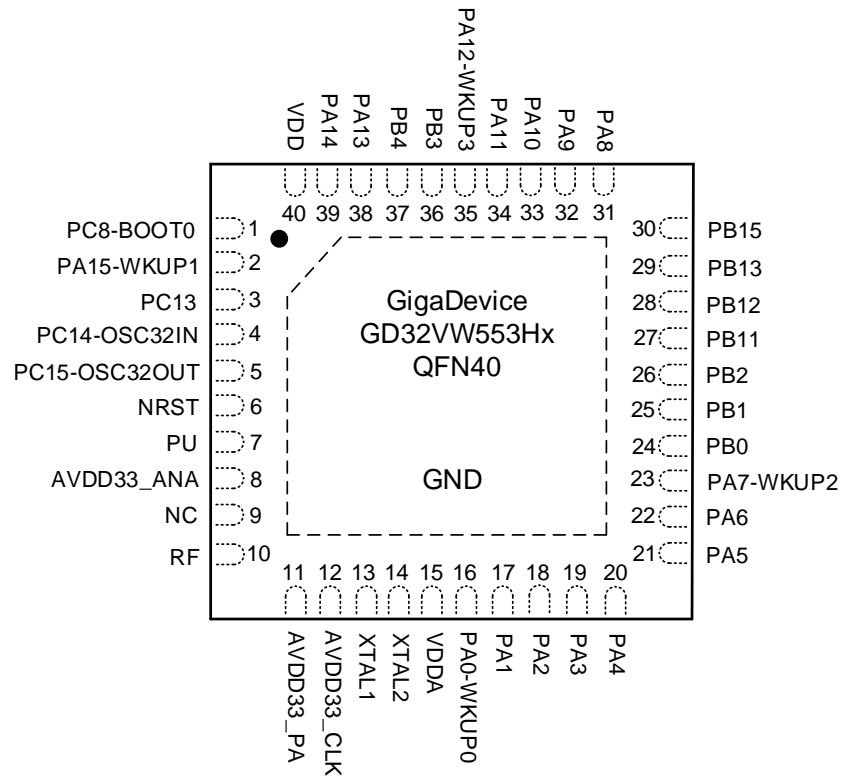 VDD PA14 PA13 PB4 PB3 PA12-WKUP3 PA11 PA10 PA9 PA8
40 39 38 37 36 35 34 33 32 31
PC8-BOOT0 1
PA15-WKUP1 2
PC13 3
PC14-OSC32IN 4
PC15-OSC32OUT 5
NRST 6
PU 7
AVDD33_ANA 8
NC 9
RF 10
GigaDevice
GD32VW553Hx
QFN40
GND
30 PB15
29 PB13
28 PB12
27 PB11
26 PB2
25 PB1
24 PB0
23 PA7-WKUP2
22 PA6
21 PA5
11 12 13 14 15 16 17 18 19 20
AVDD33_PA AVDD33_CLK XTAL1 XTAL2 VDDA PA0-WKUP0 PA1 PA2 PA3 PA4